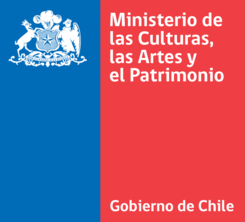 Ministerio de
las Culturas,
las Artes y
el Patrimonio
Gobierno de Chile